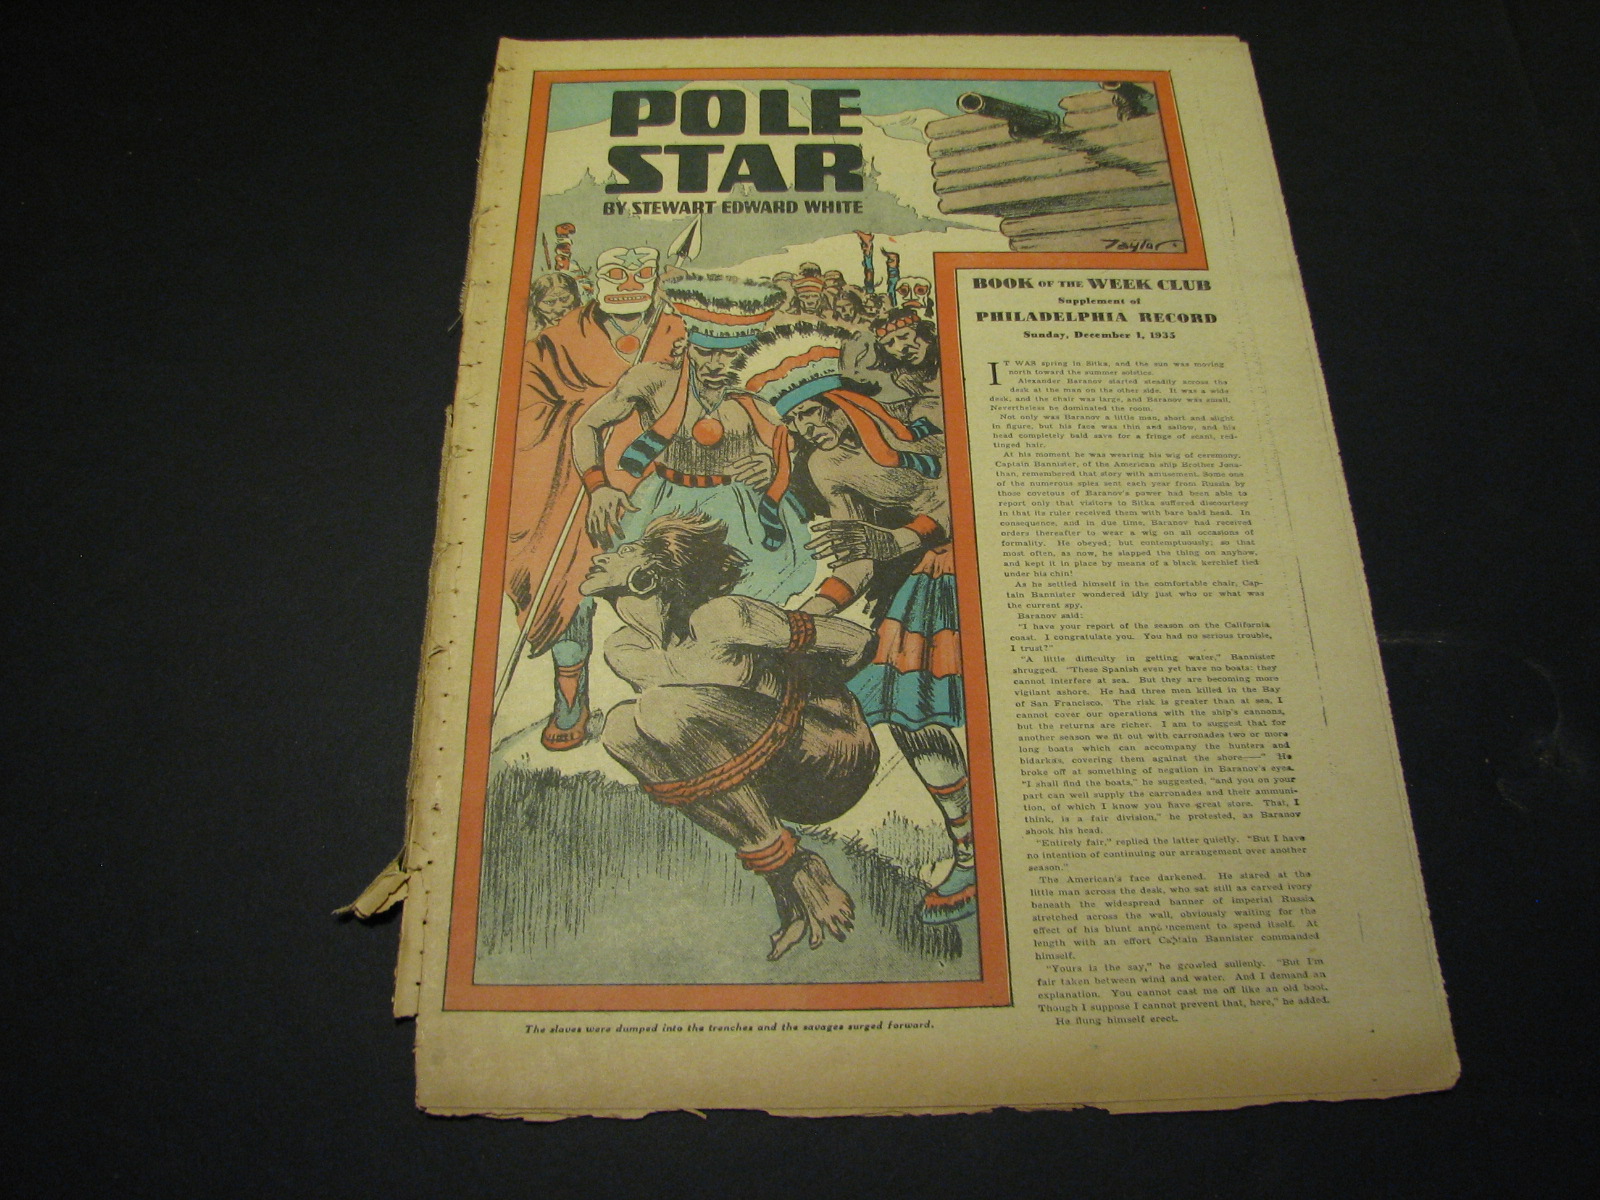 POLE
STAR
BY STEWART EDWARD WHITE
Taylor
BOOK OF THE WEEK CLUB
Supplement of
PHILADELPHIA RECORD
Sunday, December 1, 1935
IT WAS spring in Sitka, and the sun was moving
north toward the summer solstice.
Alexander Baranov stared steadily across the
desk at the man on the other side. It was a wide
desk, and the chair was large, and Baranov was small.
Nevertheless he dominated the room.
Not only was Baranov a little man, short and slight
in figure, but his face was thin and sallow, and his
head completely bald save for a fringe of scant, red-
tinged hair.
At his moment he was wearing his wig of ceremony.
Captain Bannister, of the American ship Brother Jona-
than, remembered that story with amusement. Some one
of the numerous spies sent each year from Russia by
those covetous of Baranov's power had been able to
report only that visitors to Sitka suffered discourtesy
in that its ruler received them with bare bald head. In
consequence, and in due time, Baranov had received
orders thereafter to wear a wig on all occasions of
formality. He obeyed; but contemptuously; so that
most often, as now, he slapped the thing on anyhow,
and kept it in place by means of a black kerchief tied
under his chin!
As he settled himself in the comfortable chair, Cap-
tain Bannister wondered idly just who or what was
the current spy.
Baranov said:
"I have your report of the season on the California
coast. I congratulate you. You had no serious trouble,
I trust?"
"A little difficulty in getting water," Bannister
shrugged. "These Spanish even yet have no boats: they
cannot interfere at sea. But they are becoming more
vigilant ashore. He had three men killed in the Bay
of San Francisco. The risk is greater than at sea, I
cannot cover our operations with the ship's cannons,
but the returns are richer. I am to suggest that for
another season we fit out with carronades two or more
long boats which can accompany the hunters and
bidarkas, covering them against the shore——" He
broke off at something of negation in Baranov's eyes.
"I shall find the boats," he suggested, "and you on your
part can well supply the carronades and their ammuni-
tion, of which I know you have great store. That, I
think, is a fair division," he protested, as Baranov
shook his head.
"Entirely fair," replied the latter quietly. "But I have
no intention of continuing our arrangement over another
season."
The American's face darkened. He stared at the
little man across the desk, who sat still as carved ivory
beneath the widespread banner of imperial Russia
stretched across the wall, obviously waiting for the
effect of his blunt announcement to spend itself. At
length with an effort Captain Bannister commanded
himself.
"Yours is the say," he growled sullenly. "But I'm
fair taken between wind and water. And I demand an
explanation. You cannot cast me off like an old boot.
Though I suppose I cannot prevent that, here," he added.
He flung himself erect.
The slaves were dumped into the trenches and the savages surged forward.